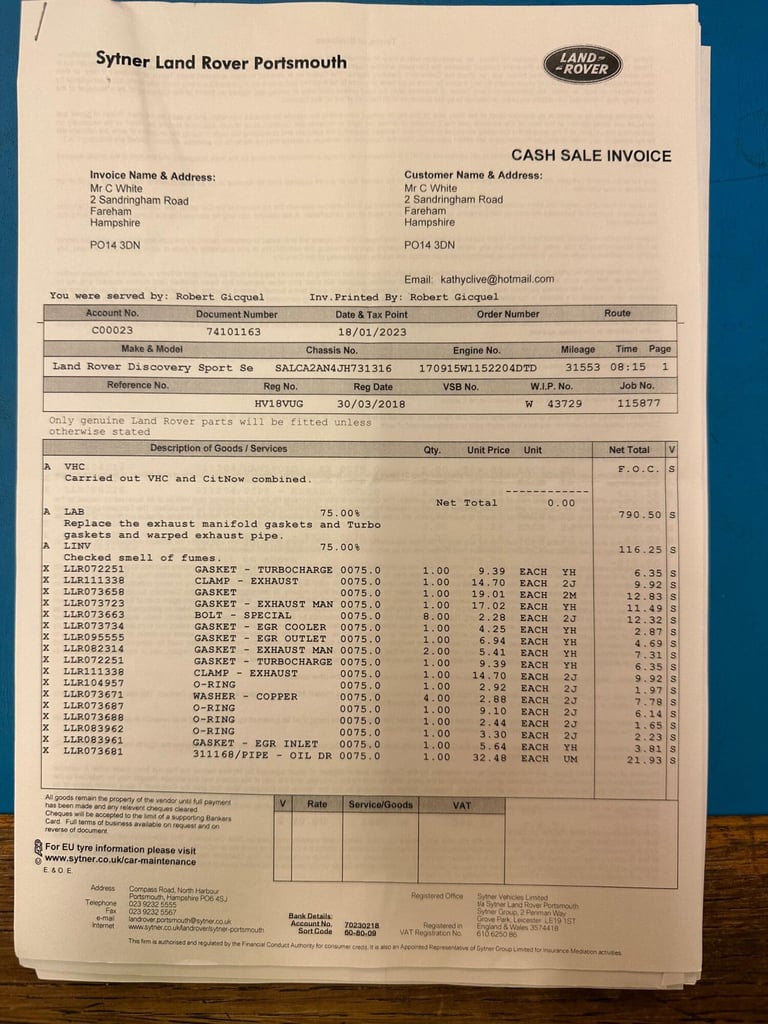 Sytner Land Rover Portsmouth
LAND-
-ROVER
CASH SALE INVOICE
Invoice Name & Address:
Mr C White
2 Sandringham Road
Fareham
Hampshire
PO14 3DN
Customer Name & Address:
Mr C White
2 Sandringham Road
Fareham
Hampshire
PO14 3DN
Email: kathyclive@hotmail.com
You were served by: Robert Gicquel Inv.Printed By: Robert Gicquel
Account No. Document Number Date & Tax Point Order Number Route
C00023 74101163 18/01/2023
Make & Model Chassis No. Engine No. Mileage Time Page
Land Rover Discovery Sport Se SALCA2AN4JH731316 170915W1152204DTD 31553 08:15 1
Reference No. Reg No. Reg Date VSB No. W.I.P. No. Job No.
HV18VUG 30/03/2018 W 43729 115877
Only genuine Land Rover parts will be fitted unless
otherwise stated
Description of Goods / Services Qty. Unit Price Unit Net Total V
A VHC F.O.C. S
Carried out VHC and CitNow combined.
Net Total 0.00
A LAB 75.00% 790.50 S
Replace the exhaust manifold gaskets and Turbo
gaskets and warped exhaust pipe.
A LINV 75.00% 116.25 S
Checked smell of fumes.
X LLR072251 GASKET - TURBOCHARGE 0075.0 1.00 9.39 EACH YH 6.35 S
X LLR111338 CLAMP - EXHAUST 0075.0 1.00 14.70 EACH 2J 9.92 S
X LLR073658 GASKET 0075.0 1.00 19.01 EACH 2M 12.83 S
X LLR073723 GASKET - EXHAUST MAN 0075.0 1.00 17.02 EACH YH 11.49 S
X LLR073663 BOLT - SPECIAL 0075.0 8.00 2.28 EACH 2J 12.32 S
X LLR073734 GASKET - EGR COOLER 0075.0 1.00 4.25 EACH YH 2.87 S
X LLR095555 GASKET - EGR OUTLET 0075.0 1.00 6.94 EACH YH 4.69 S
X LLR082314 GASKET - EXHAUST MAN 0075.0 2.00 5.41 EACH YH 7.31 S
X LLR072251 GASKET - TURBOCHARGE 0075.0 1.00 9.39 EACH YH 6.35 S
X LLR111338 CLAMP - EXHAUST 0075.0 1.00 14.70 EACH 2J 9.92 S
X LLR104957 O-RING 0075.0 1.00 2.92 EACH 2J 1.97 S
X LLR073671 WASHER - COPPER 0075.0 4.00 2.88 EACH 2J 7.78 S
X LLR073687 O-RING 0075.0 1.00 9.10 EACH 2J 6.14 S
X LLR073688 O-RING 0075.0 1.00 2.44 EACH 2J 1.65 S
X LLR083962 O-RING 0075.0 1.00 3.30 EACH 2J 2.23 S
X LLR083961 GASKET - EGR INLET 0075.0 1.00 5.64 EACH YH 3.81 S
X LLR073681 311168/PIPE - OIL DR 0075.0 1.00 32.48 EACH UM 21.93 S
All goods remain the property of the vendor until full payment
has been made and any relevent cheques cleared.
Cheques will be accepted to the limit of a supporting Bankers
Card. Full terms of business available on request and on
reverse of document.
V Rate Service/Goods VAT
For EU tyre information please visit
www.sytner.co.uk/car-maintenance
E. & O. E.
Address Compass Road, North Harbour
Portsmouth, Hampshire PO6 4SJ
Telephone 023 9232 5555
Fax 023 9232 5567
e-mail landrover.portsmouth@sytner.co.uk
Internet www.sytner.co.uk/landrover/sytner-portsmouth
Bank Details:
Account No. 70230218
Sort Code 60-80-09
Registered Office Sytner Vehicles Limited
t/a Sytner Land Rover Portsmouth
Sytner Group, 2 Penman Way
Grove Park, Leicester LE19 1ST
Registered in England & Wales 3574418
VAT Registration No. 610 6250 86
This firm is authorised and regulated by the Financial Conduct Authority for consumer credit. It is also an Appointed Representative of Sytner Group Limited for Insurance Mediation activities.